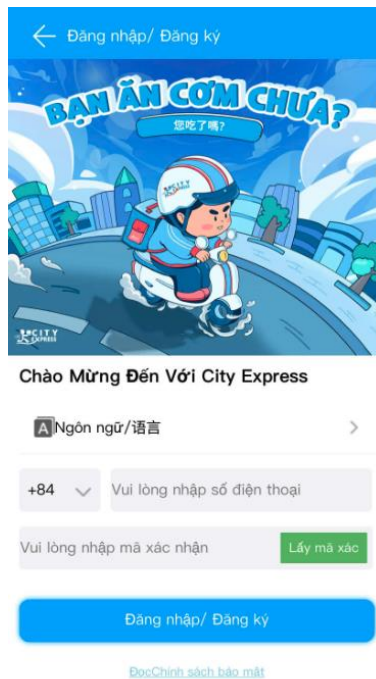 Đăng nhập/ Đăng ký
BẠN ĂN CƠM CHƯA?
您吃了嗎?
CITY
CITY
EXPRESS
Chào Mừng Đến Với City Express
Ngôn ngữ/语言
+84 Vui lòng nhập số điện thoại
Vui lòng nhập mã xác nhận Lấy mã xác
Đăng nhập/ Đăng ký
ĐọcChính sách bảo mật